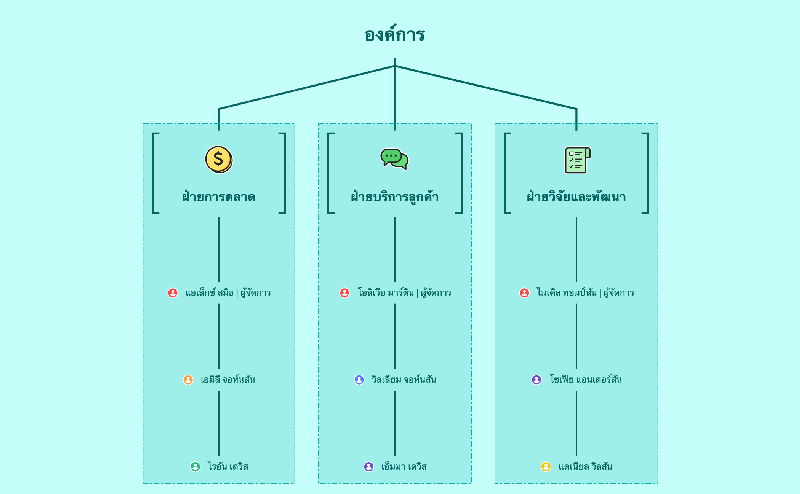 องค์การ
ฝ่ายการตลาด
ฝ่ายบริการลูกค้า
ฝ่ายวิจัยและพัฒนา
แอเล็กซ์ สมิธ | ผู้จัดการ
โอลิเวีย มาร์ติน | ผู้จัดการ
ไมเคิล ทอมป์สัน | ผู้จัดการ
เอมิลี จอห์นสัน
วิลเลียม จอห์นสัน
โซเฟีย แอนเดอร์สัน
ไรอัน เดวิส
เอ็มมา เดวิส
แดเนียล วิลสัน